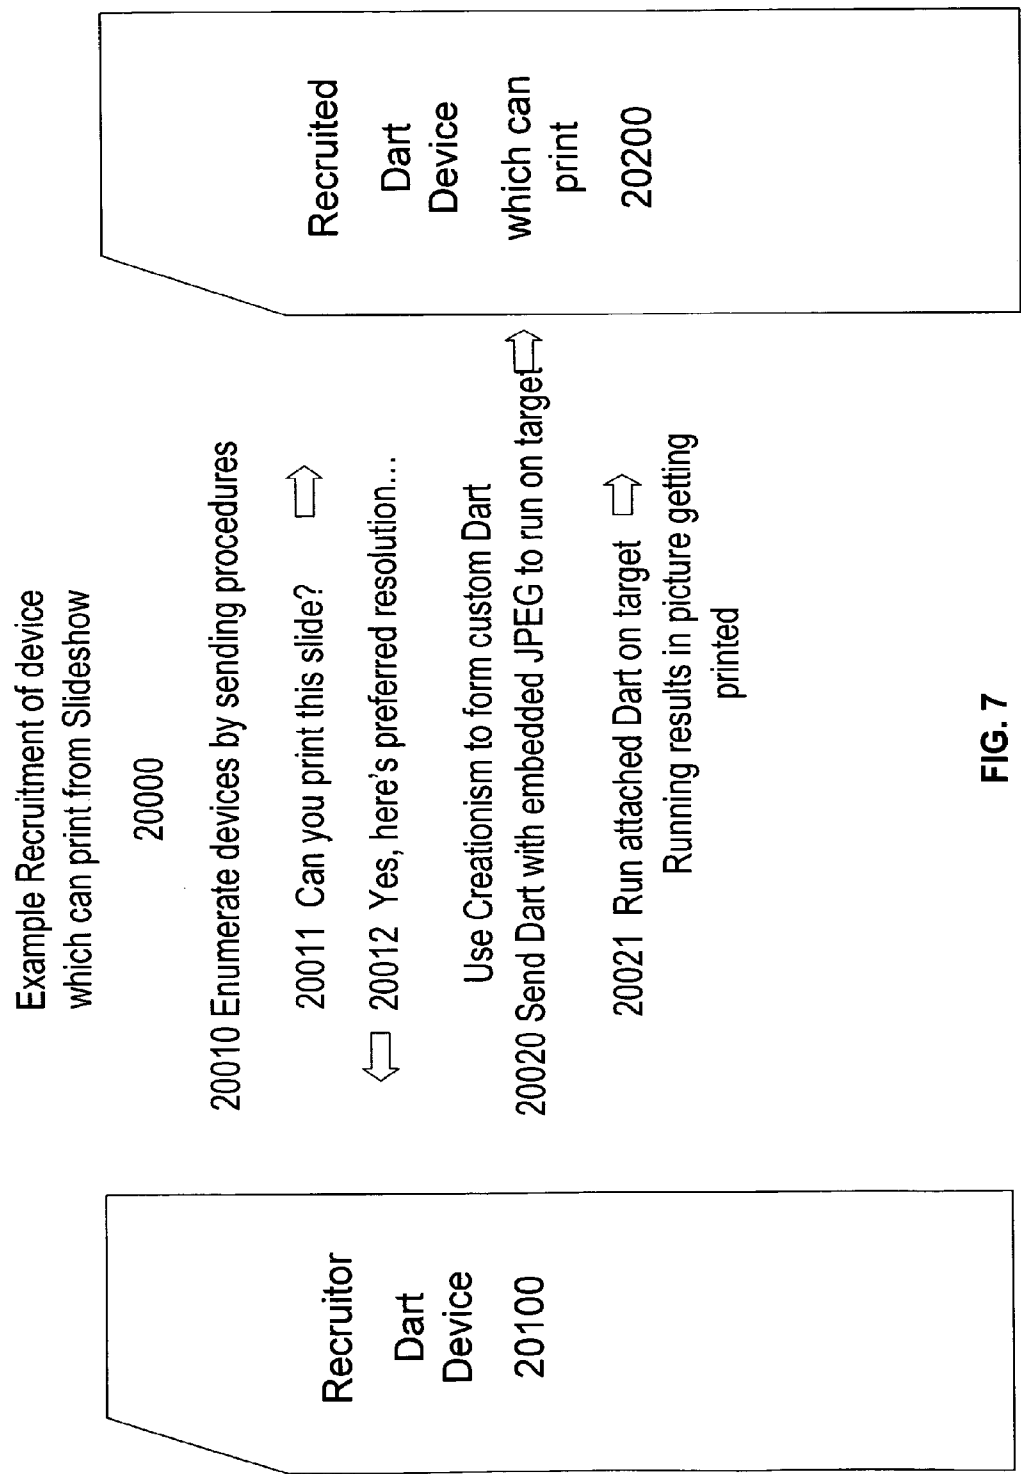 Example Recruitment of device
which can print from Slideshow
20000
20010 Enumerate devices by sending procedures
20011 Can you print this slide?
20012 Yes, here's preferred resolution...
Use Creationism to form custom Dart
20020 Send Dart with embedded JPEG to run on target
20021 Run attached Dart on target
Running results in picture getting
printed
Recruitor
Dart
Device
20100
Recruited
Dart
Device
which can
print
20200
FIG. 7